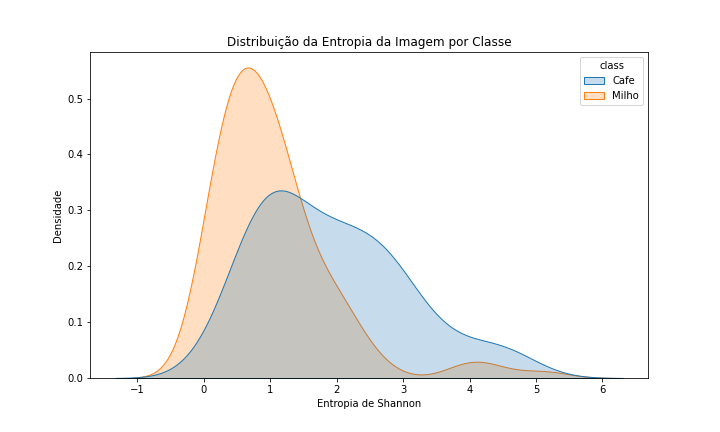 Distribuição da Entropia da Imagem por Classe
class
Cafe
Milho
Densidade
0.5
0.4
0.3
0.2
0.1
0.0
−1 0 1 2 3 4 5 6
Entropia de Shannon